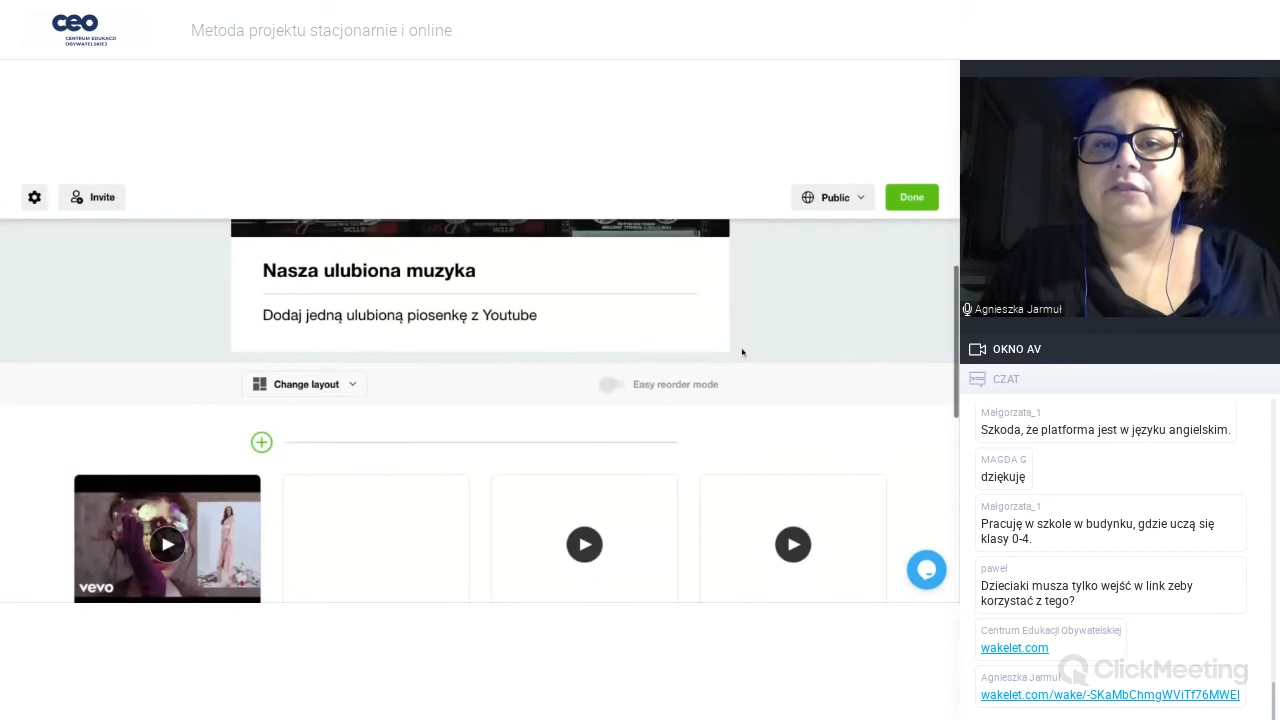 ceo
CENTRUM EDUKACJI
OBYWATELSKIEJ
Metoda projektu stacjonarnie i online
Invite
Public
Done
Nasza ulubiona muzyka
Dodaj jedną ulubioną piosenkę z Youtube
Change layout
Easy reorder mode
vevo
Agnieszka Jarmuł
OKNO AV
CZAT
Małgorzata_1
Szkoda, że platforma jest w języku angielskim.
MAGDA G
dziękuję
Małgorzata_1
Pracuję w szkole w budynku, gdzie uczą się
klasy 0-4.
paweł
Dzieciaki musza tylko wejść w link zeby
korzystać z tego?
Centrum Edukacji Obywatelskiej
wakelet.com
ClickMeeting
Agnieszka Jarmuł
wakelet.com/wake/-SKaMbChmgWViTf76MWEl